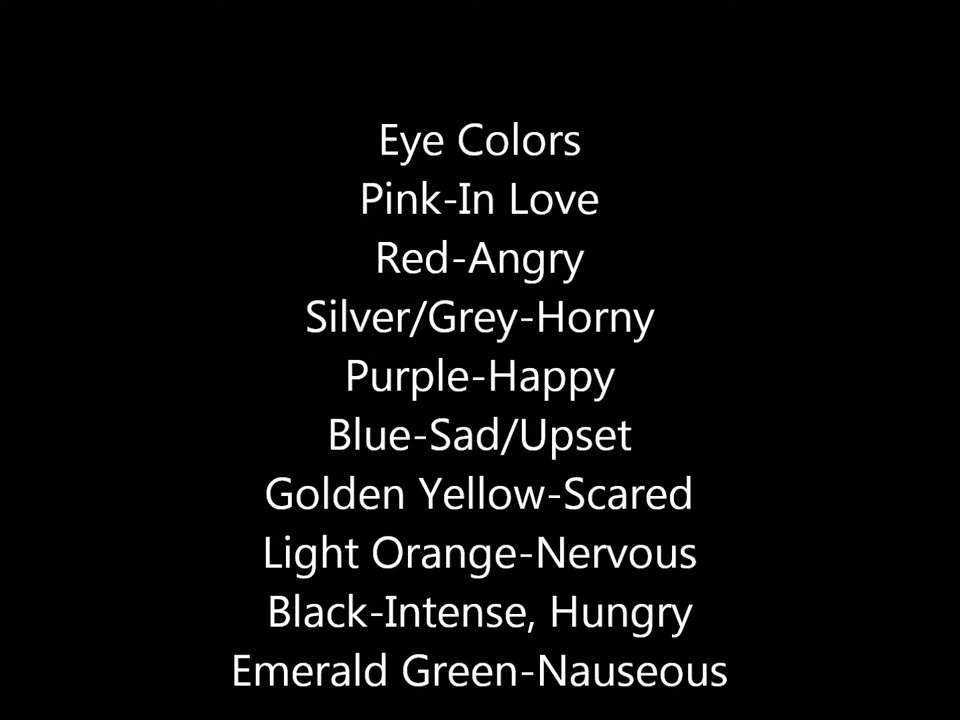 Eye Colors
Pink-In Love
Red-Angry
Silver/Grey-Horny
Purple-Happy
Blue-Sad/Upset
Golden Yellow-Scared
Light Orange-Nervous
Black-Intense, Hungry
Emerald Green-Nauseous